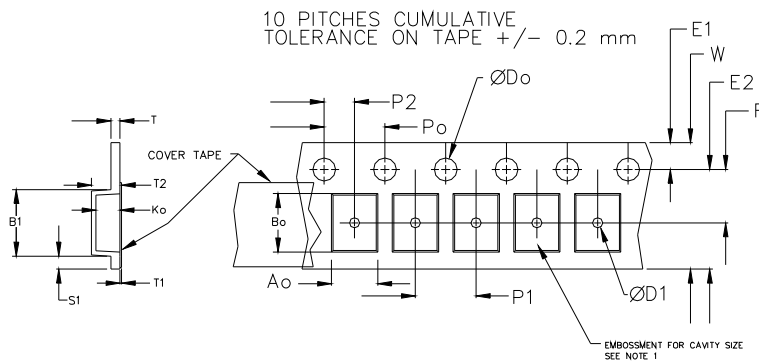 10 PITCHES CUMULATIVE
TOLERANCE ON TAPE +/- 0.2 mm
E1
W
ØDo
E2
P2
F
Po
T
COVER TAPE
T2
B1
Ko
Bo
S1
T1
Ao
P1
ØD1
EMBOSSMENT FOR CAVITY SIZE
SEE NOTE 1